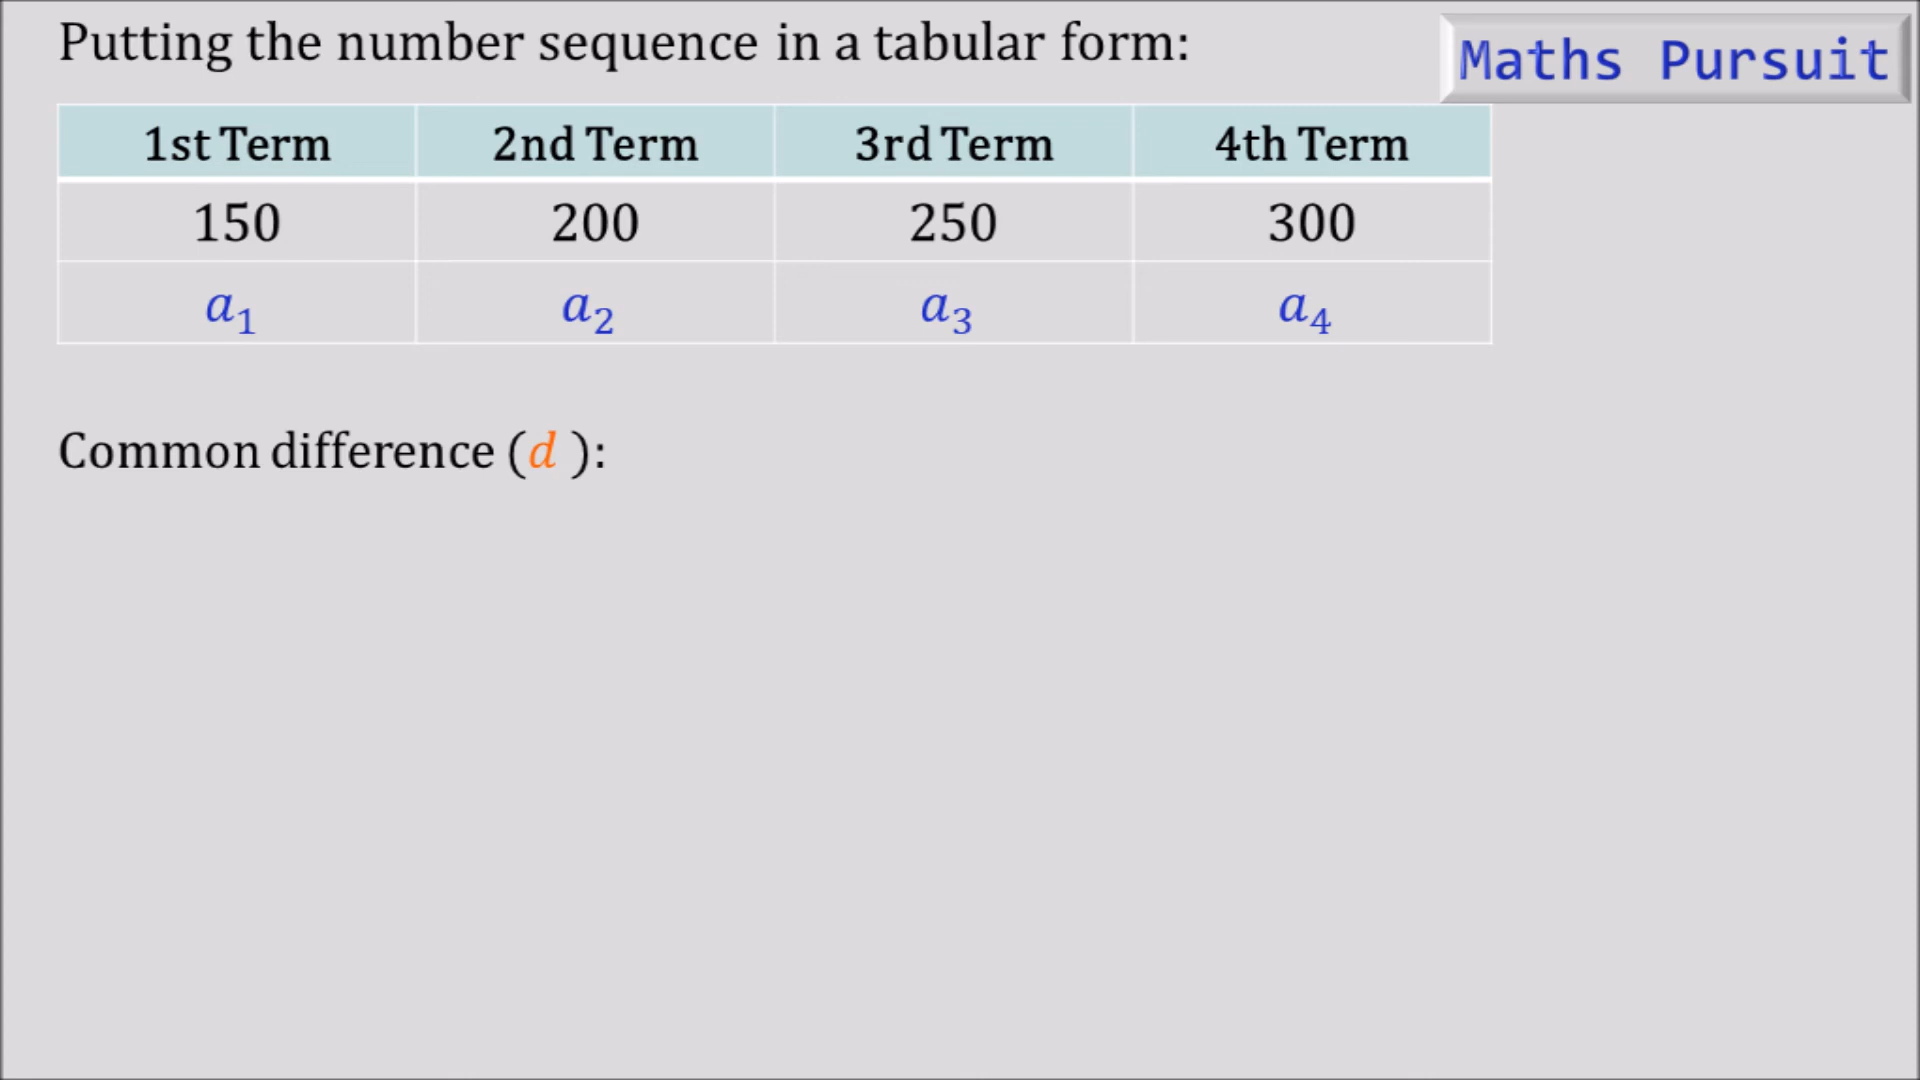 Putting the number sequence in a tabular form:
Maths Pursuit
1st Term 2nd Term 3rd Term 4th Term
150 200 250 300
a₁ a₂ a₃ a₄
Common difference (d ):